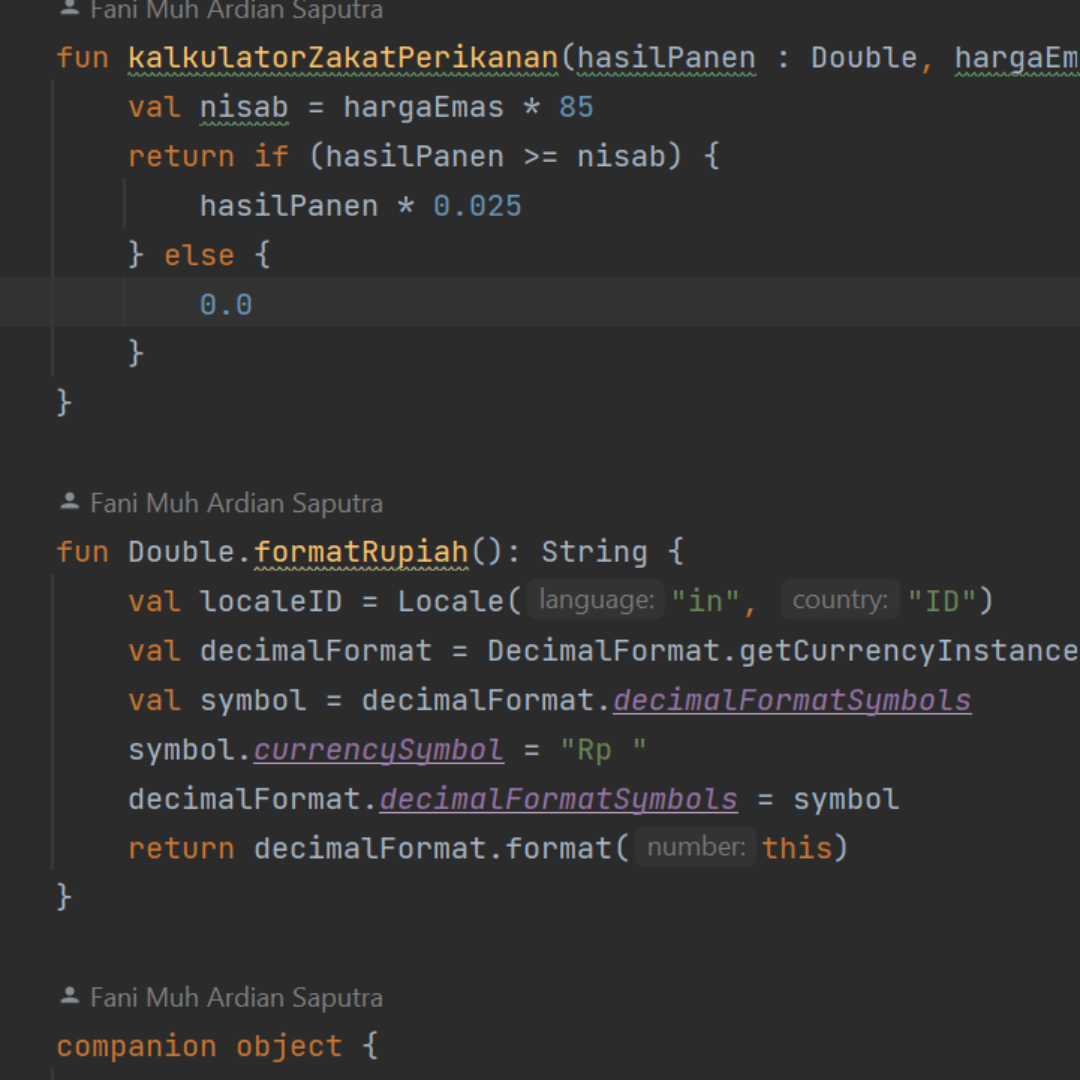 Fani Muh Ardian Saputra
fun kalkulatorZakatPerikanan(hasilPanen : Double, hargaEm
val nisab = hargaEmas * 85
return if (hasilPanen >= nisab) {
hasilPanen * 0.025
} else {
0.0
}
}
Fani Muh Ardian Saputra
fun Double.formatRupiah(): String {
val localeID = Locale( language: "in", country: "ID")
val decimalFormat = DecimalFormat.getCurrencyInstance
val symbol = decimalFormat.decimalFormatSymbols
symbol.currencySymbol = "Rp "
decimalFormat.decimalFormatSymbols = symbol
return decimalFormat.format( number: this)
}
Fani Muh Ardian Saputra
companion object {